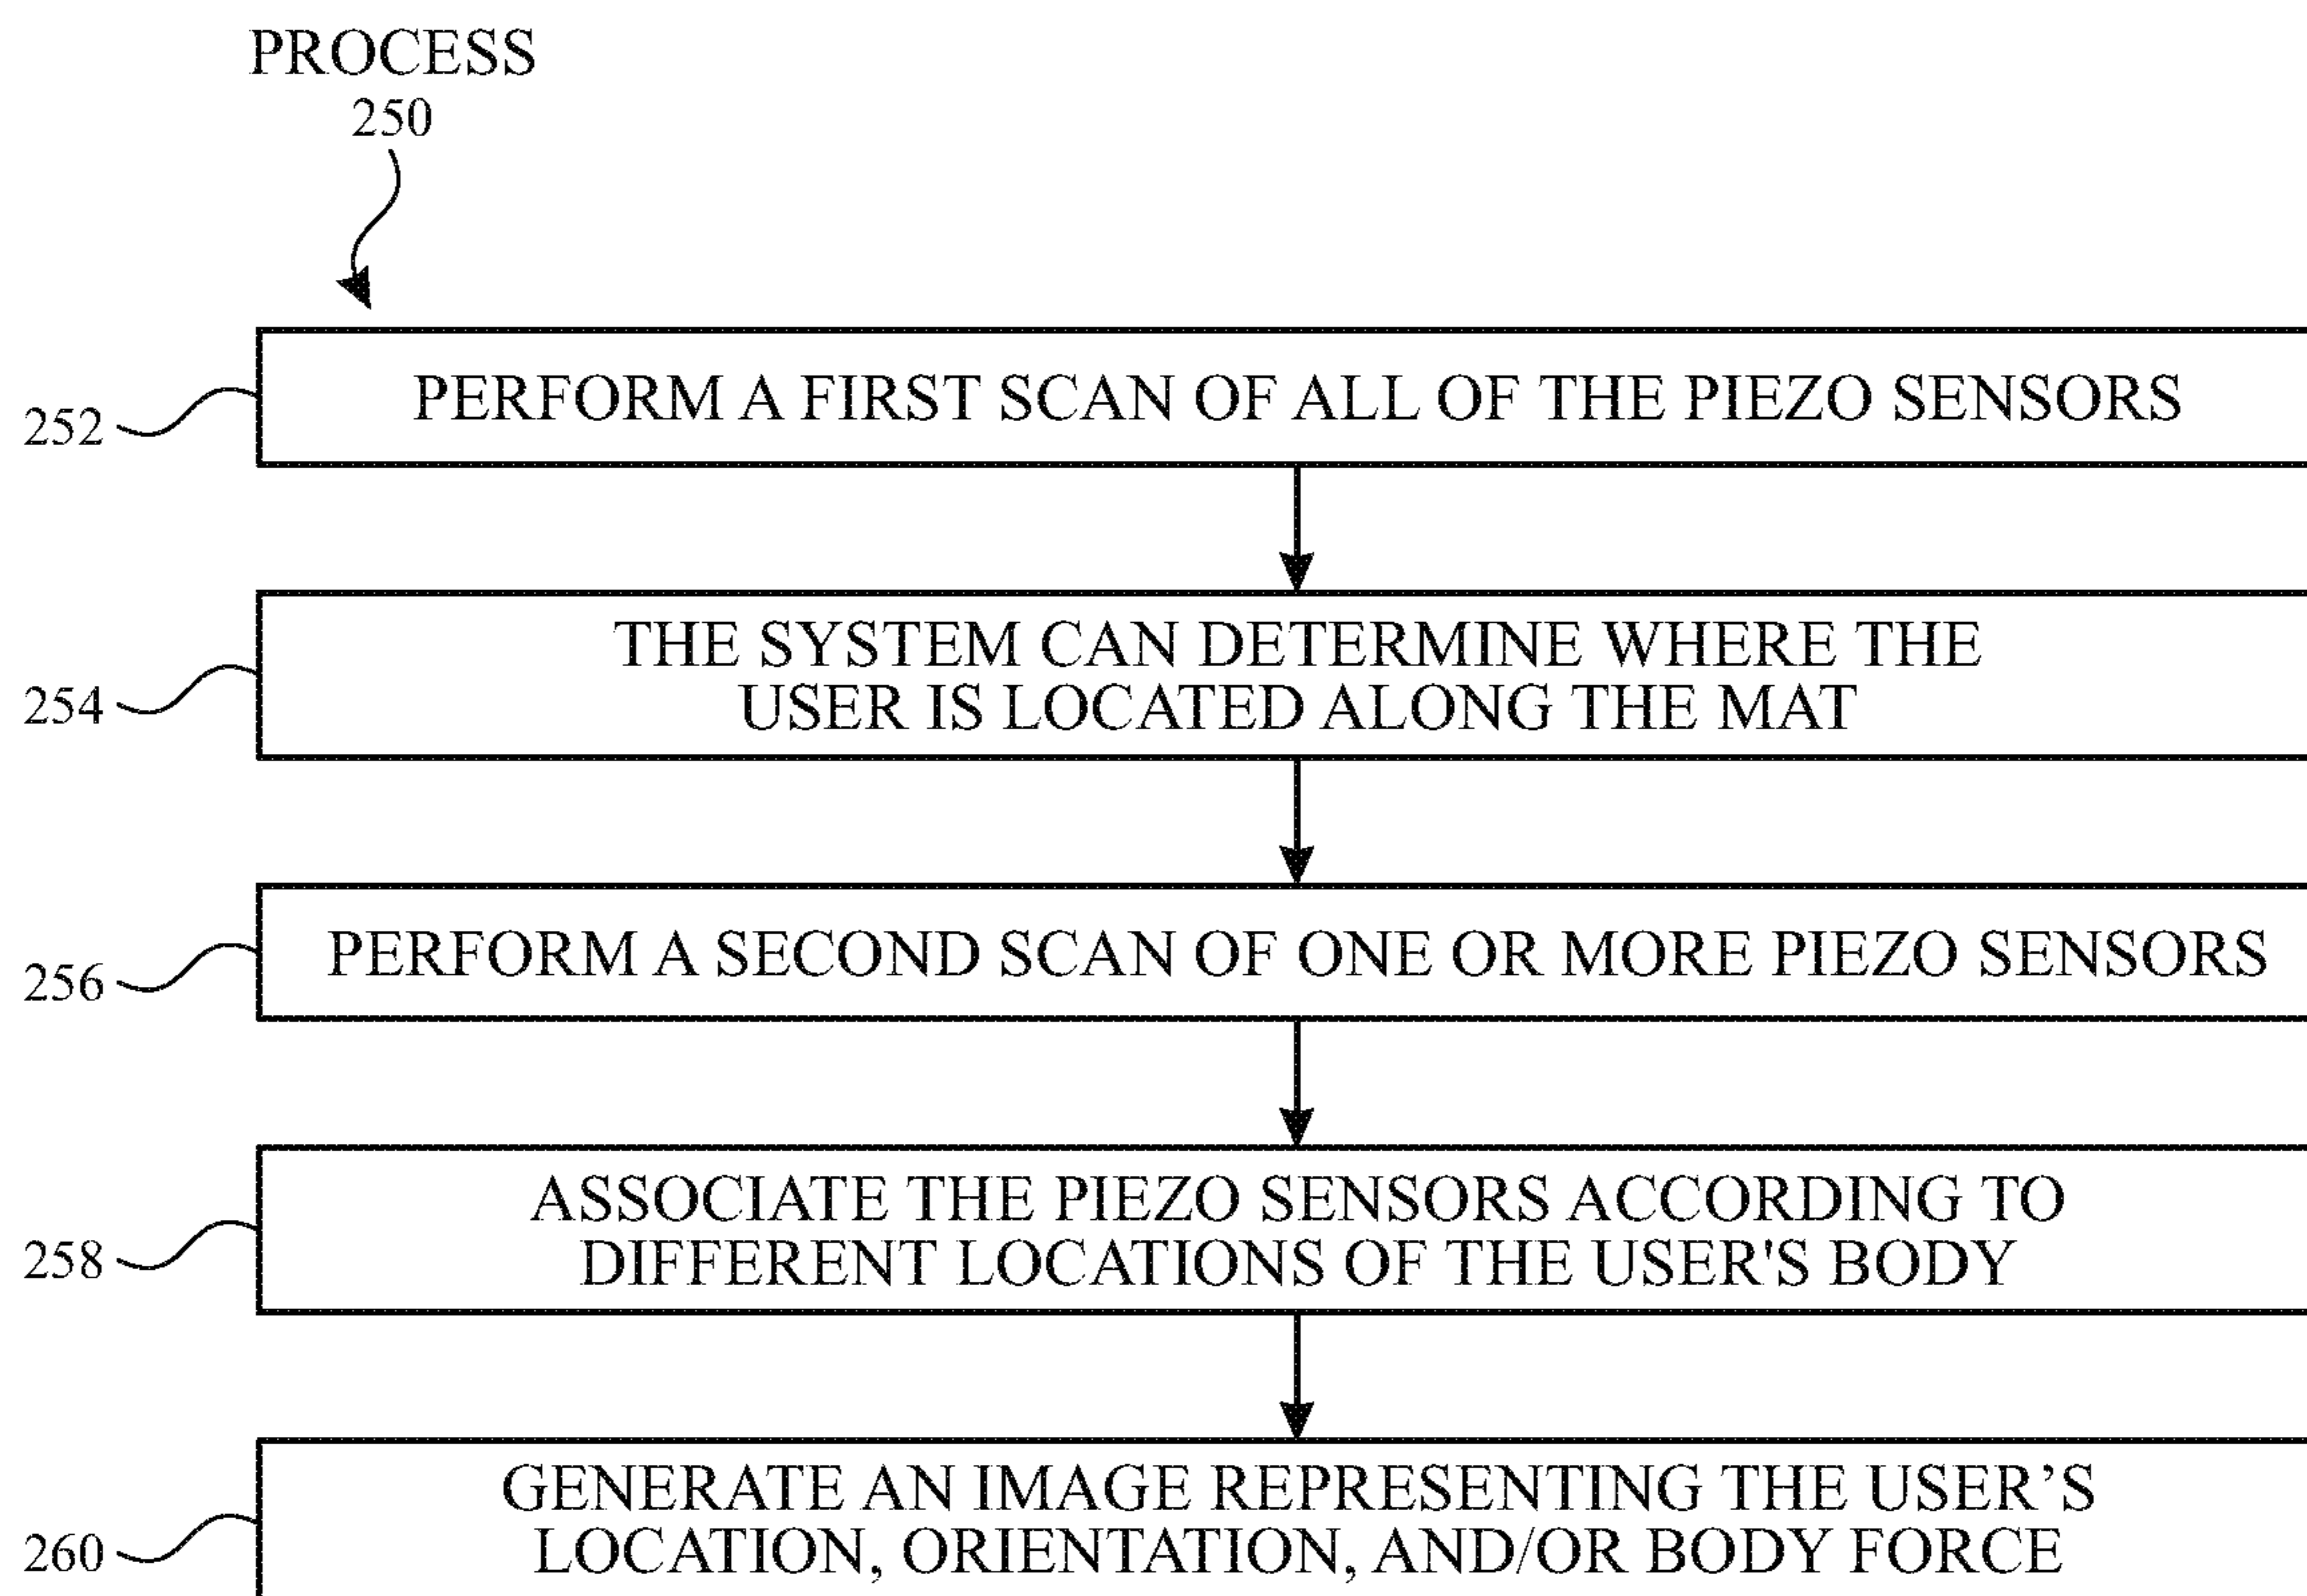 PROCESS
250
252
PERFORM A FIRST SCAN OF ALL OF THE PIEZO SENSORS
254
THE SYSTEM CAN DETERMINE WHERE THE
USER IS LOCATED ALONG THE MAT
256
PERFORM A SECOND SCAN OF ONE OR MORE PIEZO SENSORS
258
ASSOCIATE THE PIEZO SENSORS ACCORDING TO
DIFFERENT LOCATIONS OF THE USER'S BODY
260
GENERATE AN IMAGE REPRESENTING THE USER’S
LOCATION, ORIENTATION, AND/OR BODY FORCE